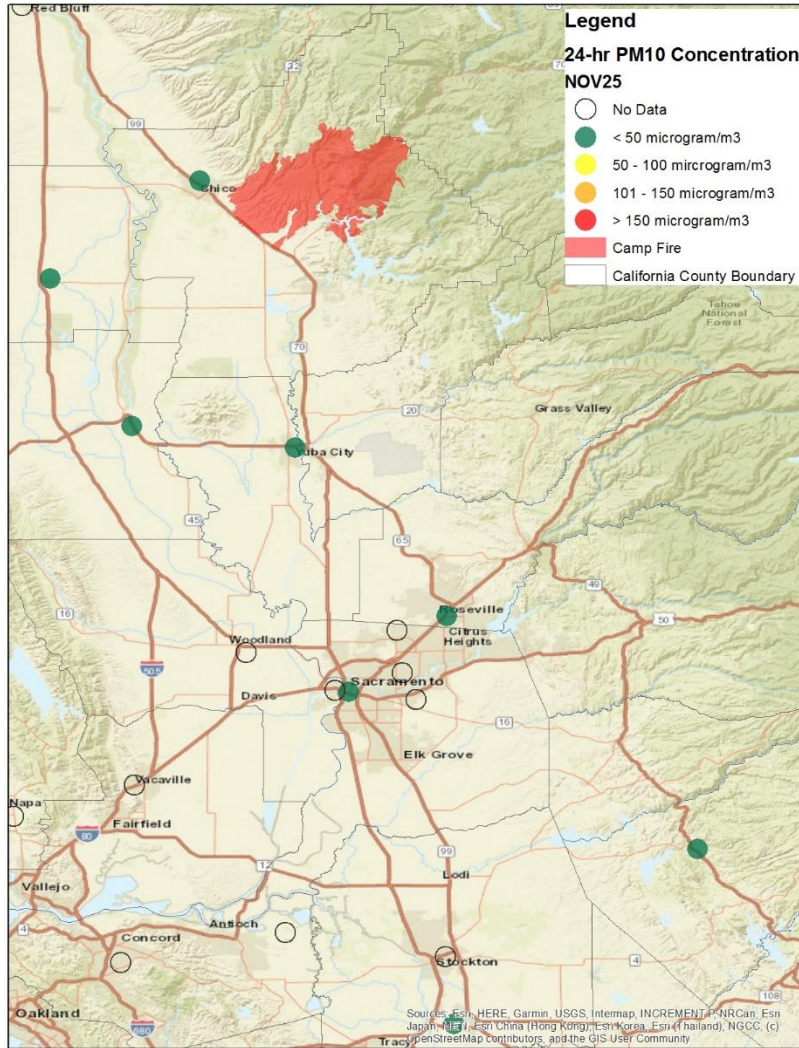 Legend
24-hr PM10 Concentration
NOV25
No Data
< 50 microgram/m3
50 - 100 mircrogram/m3
101 - 150 microgram/m3
> 150 microgram/m3
Camp Fire
California County Boundary
Red Bluff
32
70
99
Chico
Tahoe
National
Forest
70
20
Grass Valley
Yuba City
45
65
49
16
Roseville
50
Woodland
Citrus
Heights
505
Sacramento
Davis
16
Elk Grove
Vacaville
Napa
Fairfield
80
99
12
Lodi
Vallejo
4
Antioch
Concord
Stockton
4
108
Oakland
680
Tracy
Sources: Esri, HERE, Garmin, USGS, Intermap, INCREMENT P, NRCan, Esri
Japan, METI, Esri China (Hong Kong), Esri Korea, Esri (Thailand), NGCC, (c)
OpenStreetMap contributors, and the GIS User Community